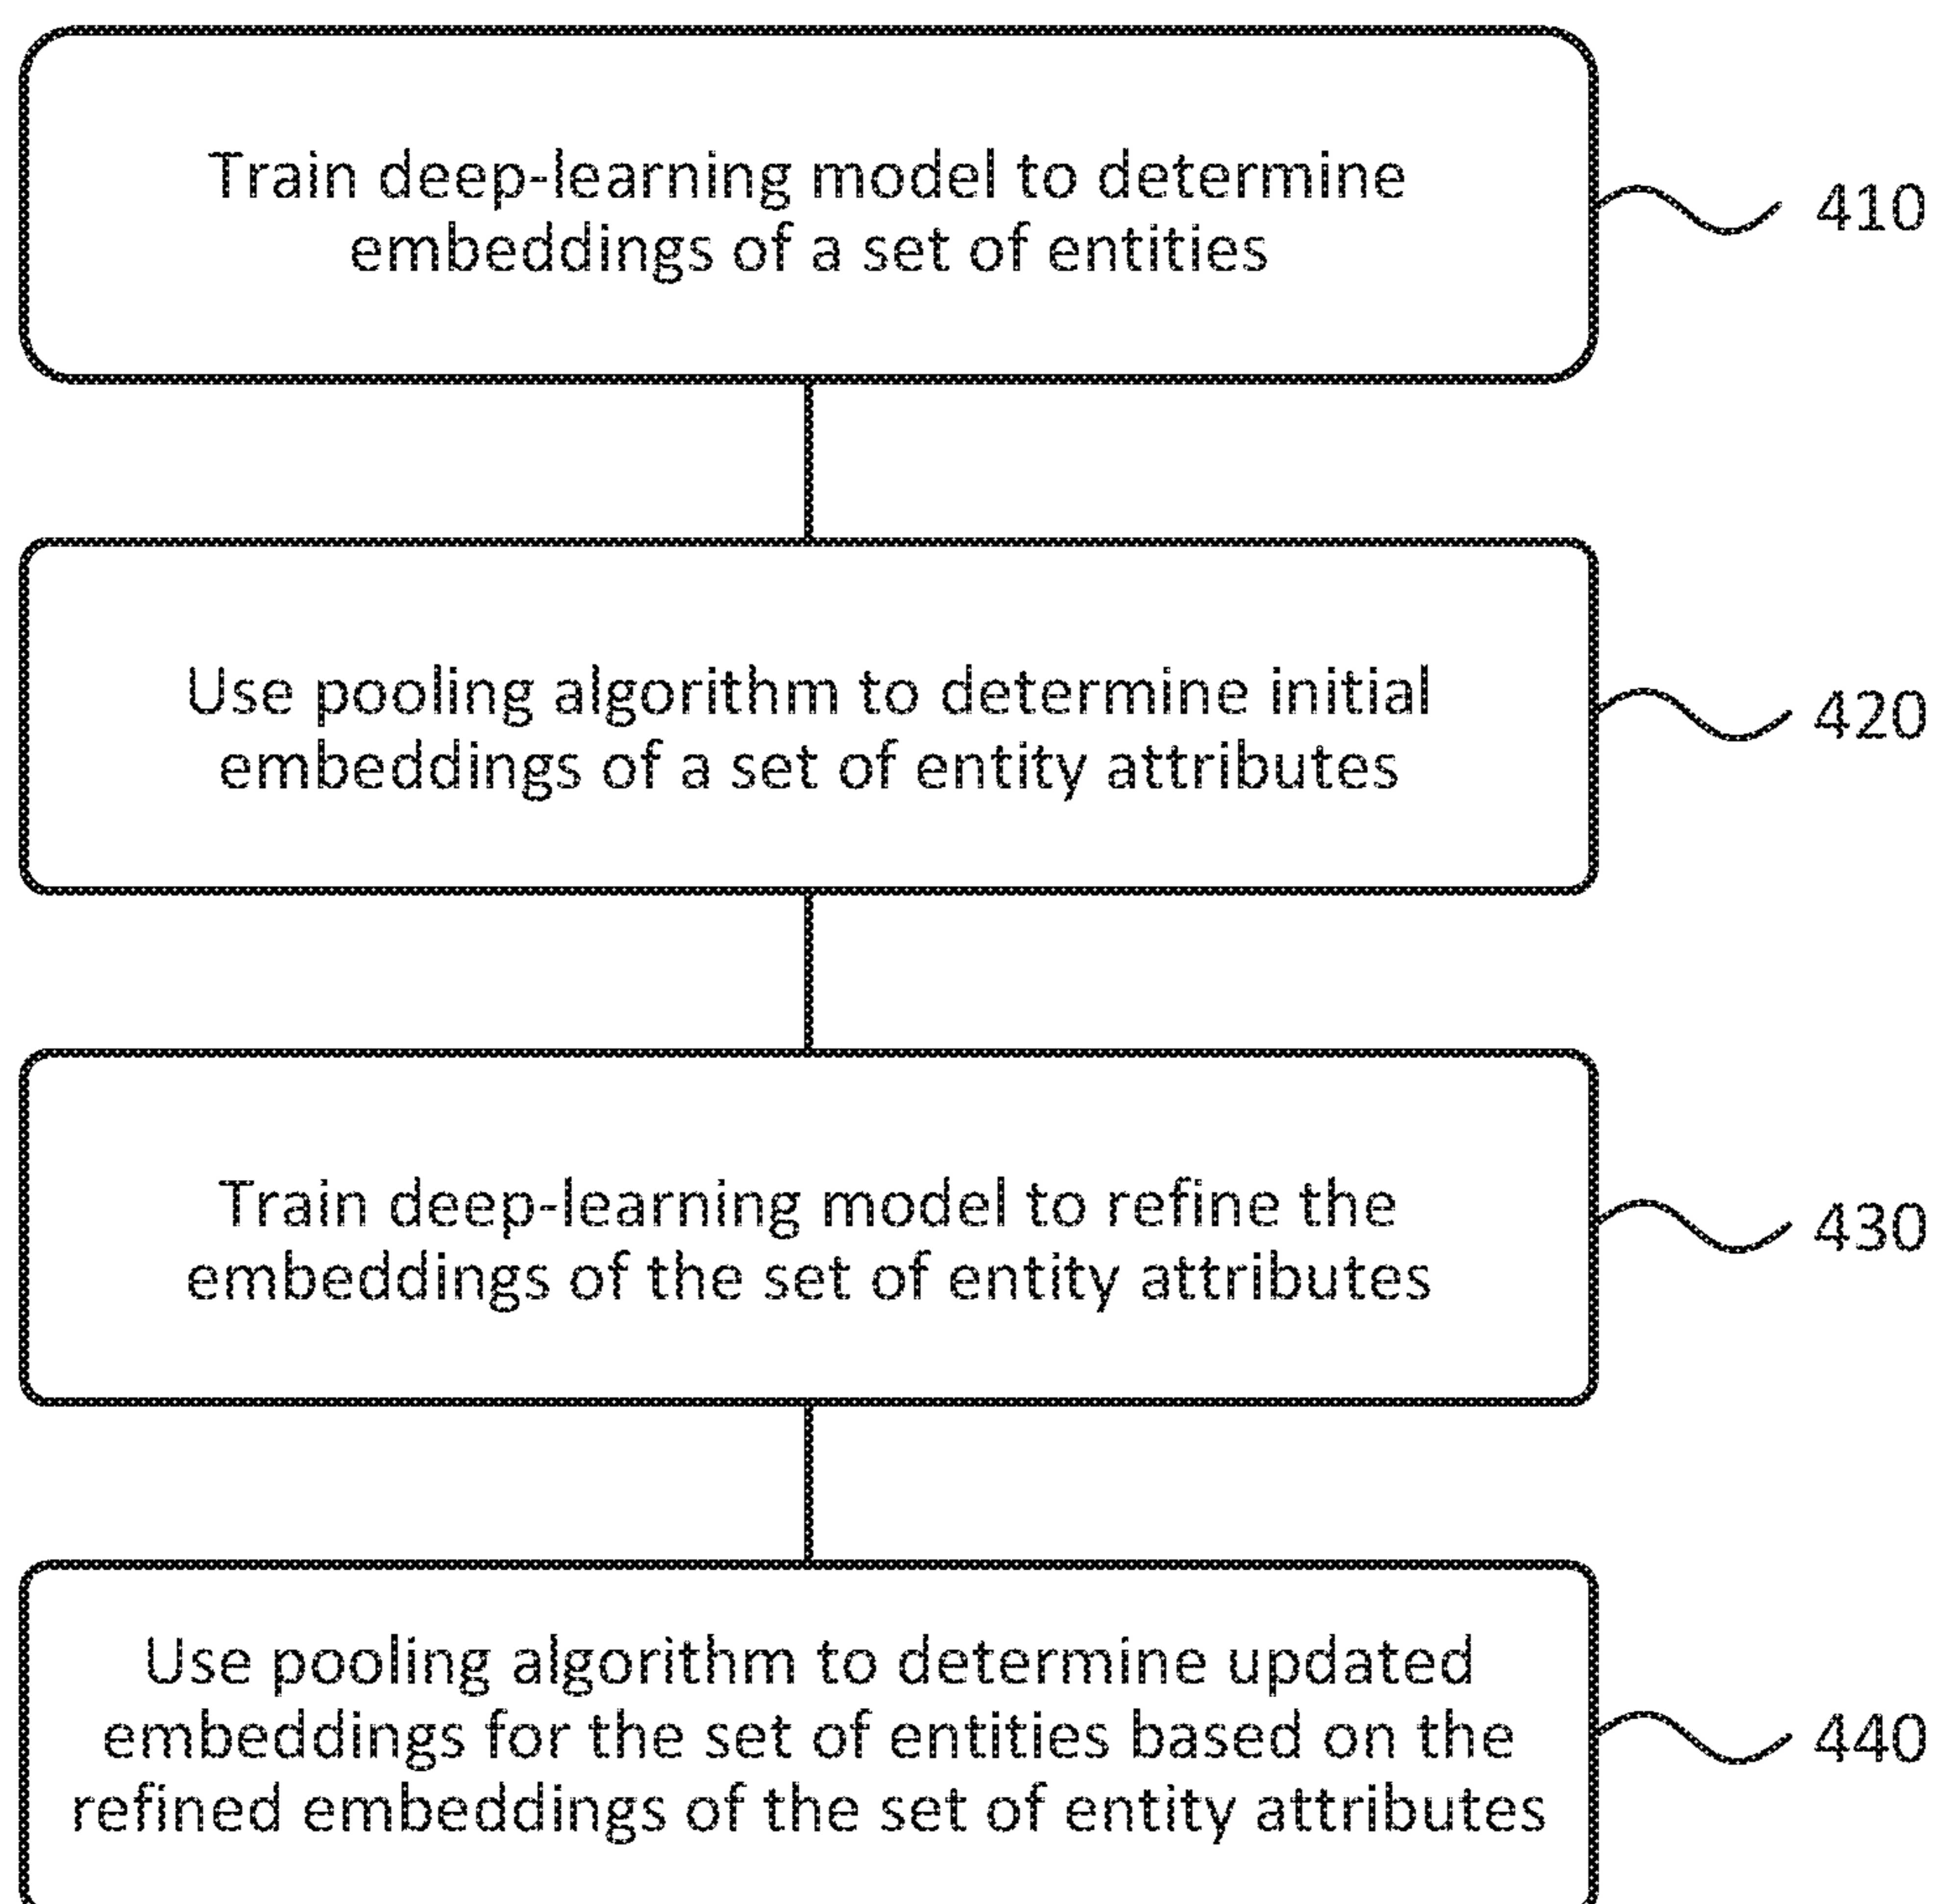 Train deep-learning model to determine
embeddings of a set of entities
410
Use pooling algorithm to determine initial
embeddings of a set of entity attributes
420
Train deep-learning model to refine the
embeddings of the set of entity attributes
430
Use pooling algorithm to determine updated
embeddings for the set of entities based on the
refined embeddings of the set of entity attributes
440